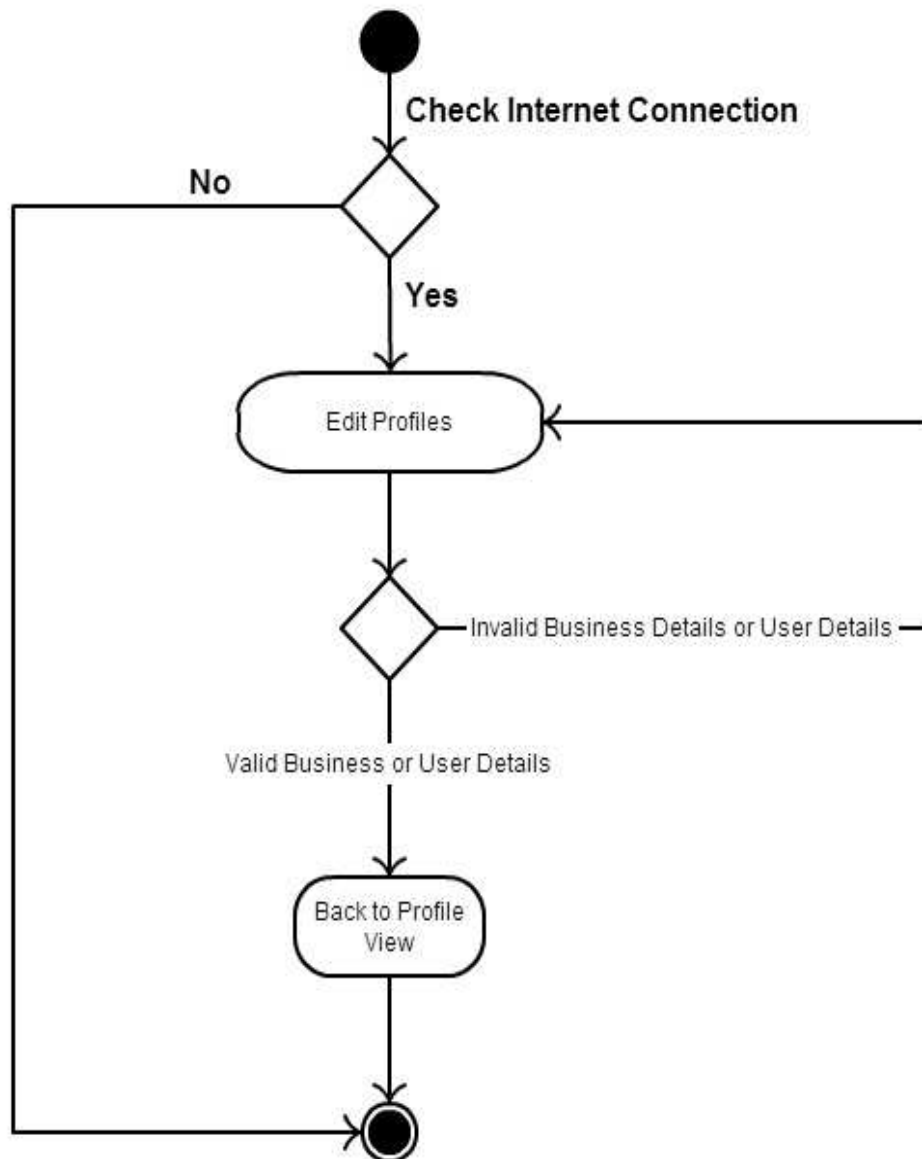 Check Internet Connection
No
Yes
Edit Profiles
Invalid Business Details or User Details
Valid Business or User Details
Back to Profile
View